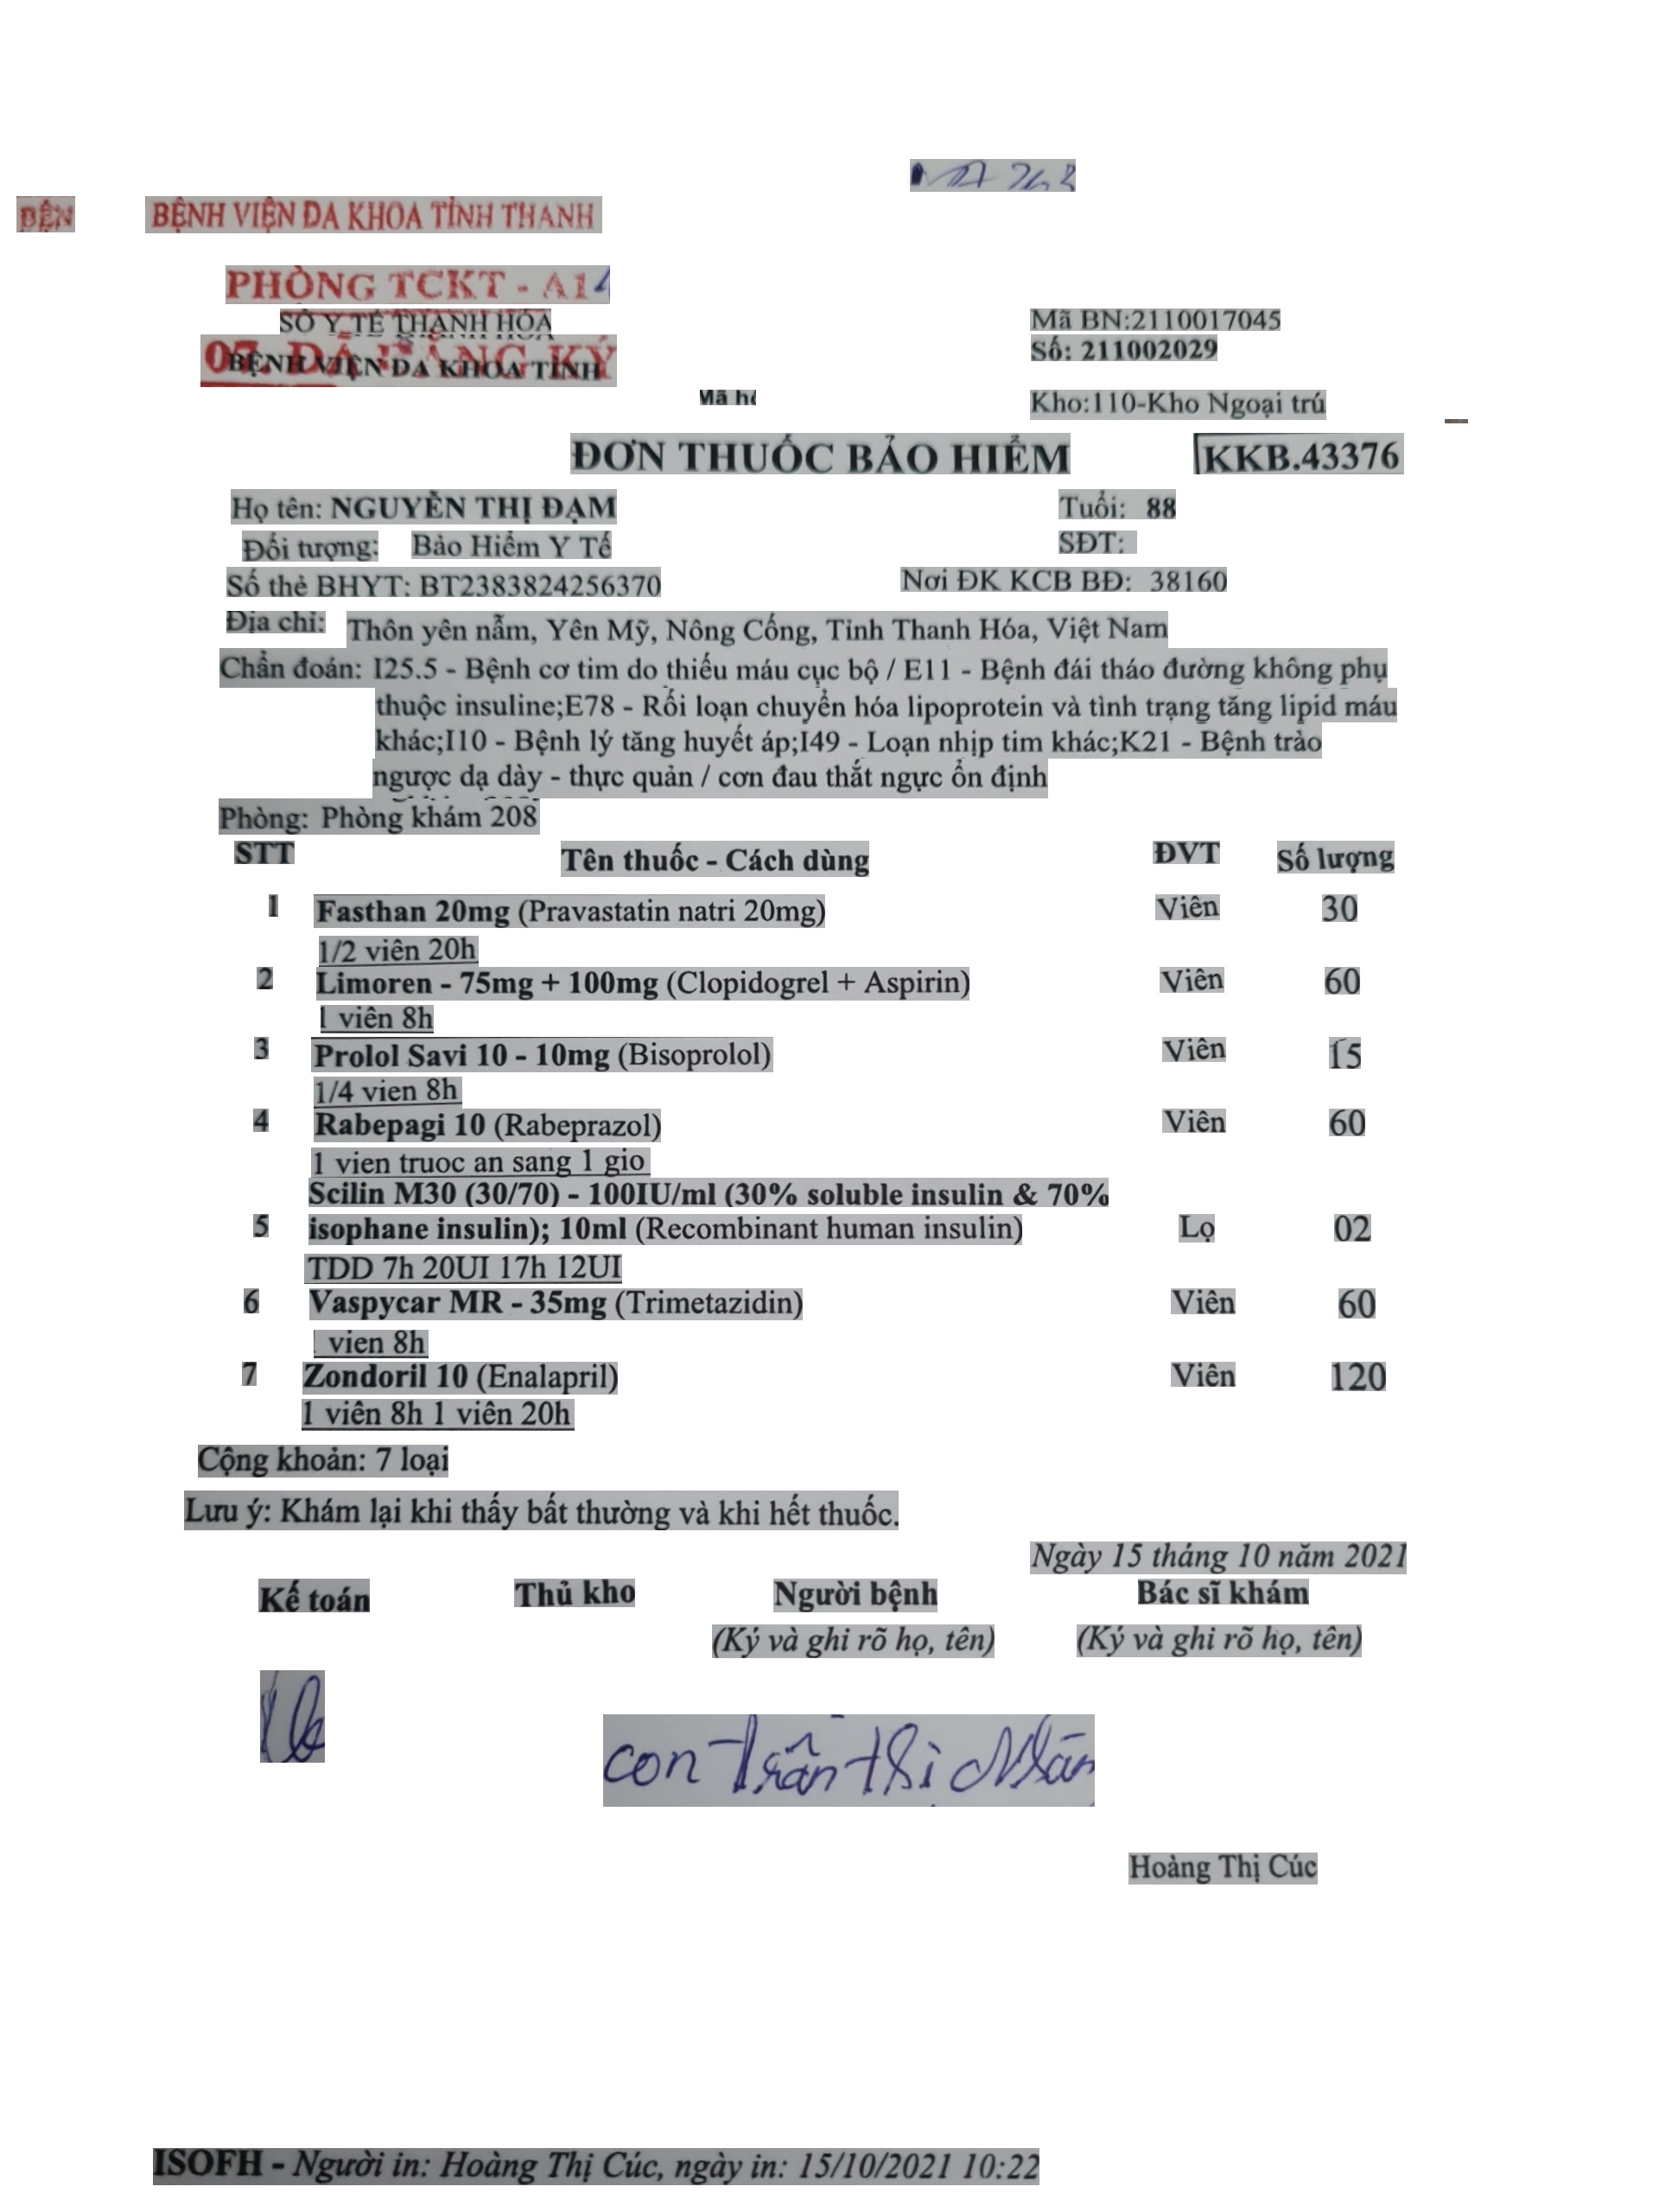 BỆN BỆNH VIỆN ĐA KHOA TỈNH THANH
PHÒNG TCKT - A1
SỞ Y TẾ THANH HÓA
Mã BN:2110017045
07. ĐÃ ĐĂNG KÝ
BỆNH VIỆN ĐA KHOA TỈNH
Số: 211002029
Kho:110-Kho Ngoại trú
ĐƠN THUỐC BẢO HIỂM KKB.43376
Họ tên: NGUYỄN THỊ ĐẠM Tuổi: 88
Đối tượng: Bảo Hiểm Y Tế SĐT:
Số thẻ BHYT: BT2383824256370 Nơi ĐK KCB BĐ: 38160
Địa chỉ: Thôn yên nẫm, Yên Mỹ, Nông Cống, Tỉnh Thanh Hóa, Việt Nam
Chẩn đoán: I25.5 - Bệnh cơ tim do thiếu máu cục bộ / E11 - Bệnh đái tháo đường không phụ
thuộc insuline;E78 - Rối loạn chuyển hóa lipoprotein và tình trạng tăng lipid máu
khác;I10 - Bệnh lý tăng huyết áp;I49 - Loạn nhịp tim khác;K21 - Bệnh trào
ngược dạ dày - thực quản / cơn đau thắt ngực ổn định
Phòng: Phòng khám 208
STT Tên thuốc - Cách dùng ĐVT Số lượng
1 Fasthan 20mg (Pravastatin natri 20mg) Viên 30
1/2 viên 20h
2 Limoren - 75mg + 100mg (Clopidogrel + Aspirin) Viên 60
1 viên 8h
3 Prolol Savi 10 - 10mg (Bisoprolol) Viên 15
1/4 vien 8h
4 Rabepagi 10 (Rabeprazol) Viên 60
1 vien truoc an sang 1 gio
Scilin M30 (30/70) - 100IU/ml (30% soluble insulin & 70%
5 isophane insulin); 10ml (Recombinant human insulin) Lọ 02
TDD 7h 20UI 17h 12UI
6 Vaspycar MR - 35mg (Trimetazidin) Viên 60
1 vien 8h
7 Zondoril 10 (Enalapril) Viên 120
1 viên 8h 1 viên 20h
Cộng khoản: 7 loại
Lưu ý: Khám lại khi thấy bất thường và khi hết thuốc.
Ngày 15 tháng 10 năm 2021
Kế toán Thủ kho Người bệnh Bác sĩ khám
(Ký và ghi rõ họ, tên) (Ký và ghi rõ họ, tên)
con Trần thị
Hoàng Thị Cúc
ISOFH - Người in: Hoàng Thị Cúc, ngày in: 15/10/2021 10:22